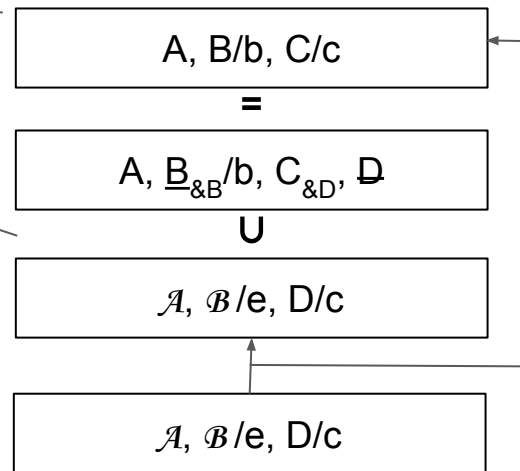 A, B/b, C/c
=
A, B&B/b, C&D, D
∪
𝒜, ℬ/e, D/c
𝒜, ℬ/e, D/c